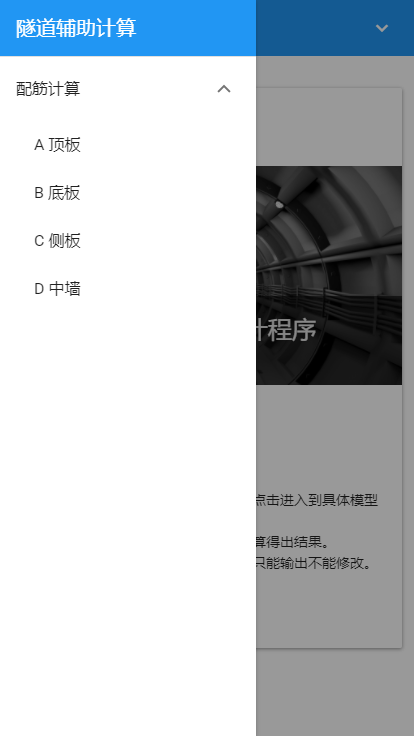 隧道辅助计算
配筋计算
A 顶板
B 底板
C 侧板
D 中墙
计程序
点击进入到具体模型
算得出结果。
只能输出不能修改。